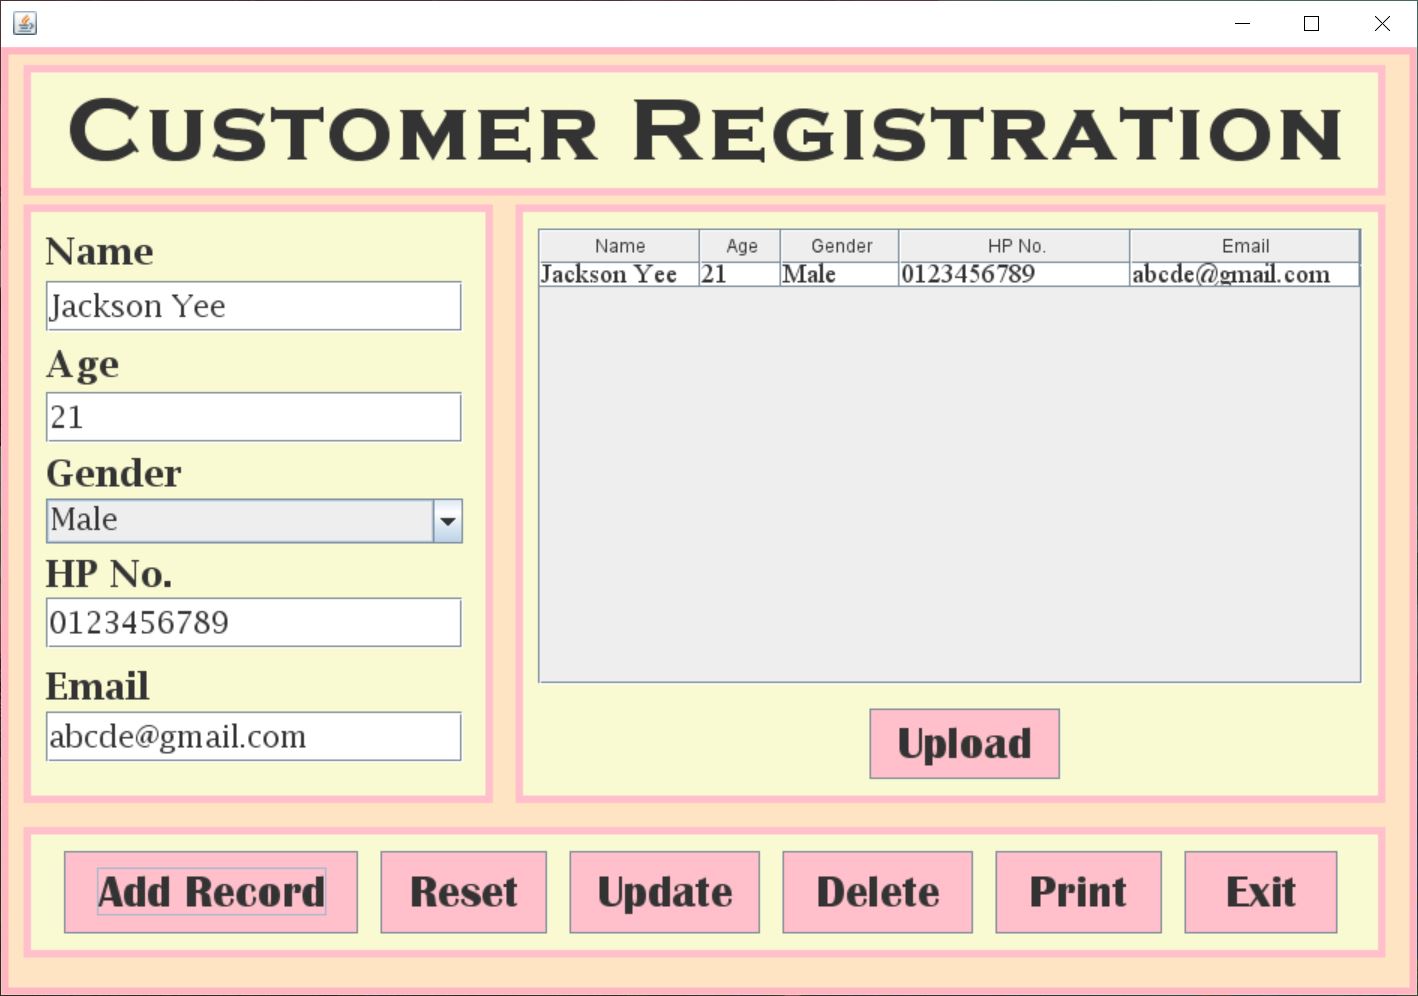 Customer Registration
Name
Jackson Yee
Age
21
Gender
Male
HP No.
0123456789
Email
abcde@gmail.com
Name Age Gender HP No. Email
Jackson Yee 21 Male 0123456789 abcde@gmail.com
Upload
Add Record Reset Update Delete Print Exit